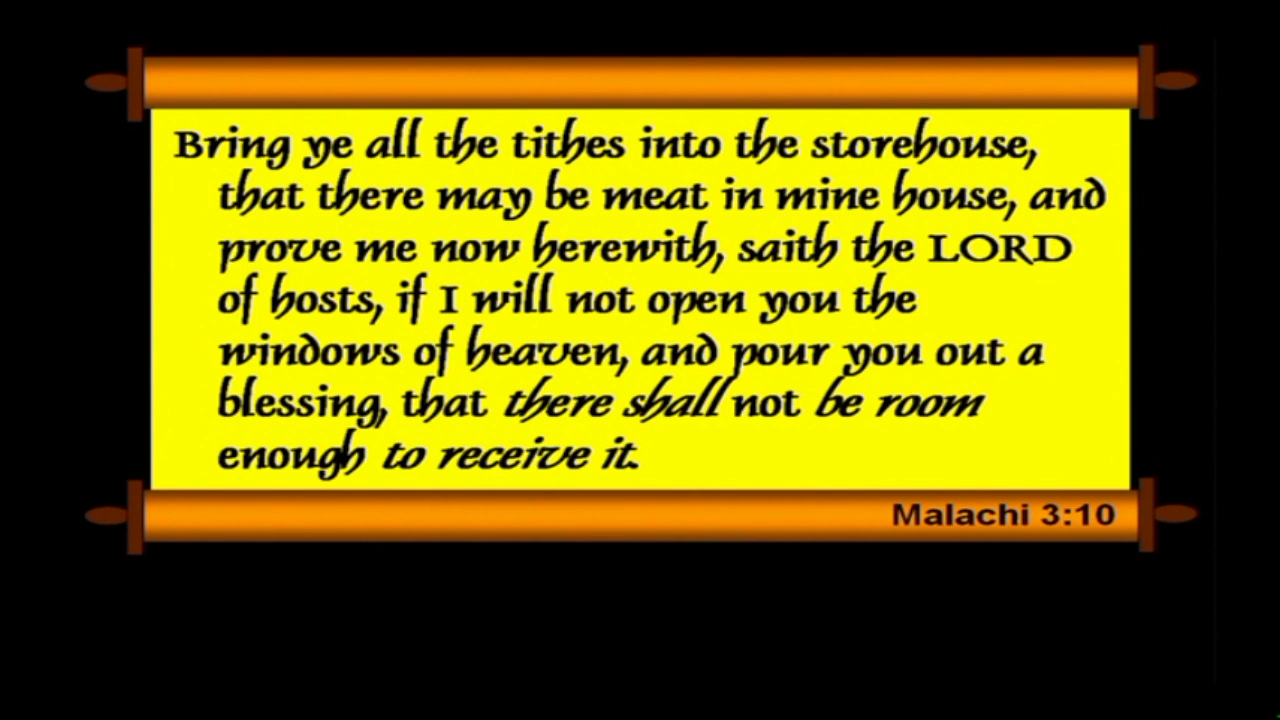 Bring ye all the tithes into the storehouse,
that there may be meat in mine house, and
prove me now herewith, saith the LORD
of hosts, if I will not open you the
windows of heaven, and pour you out a
blessing, that there shall not be room
enough to receive it.
Malachi 3:10